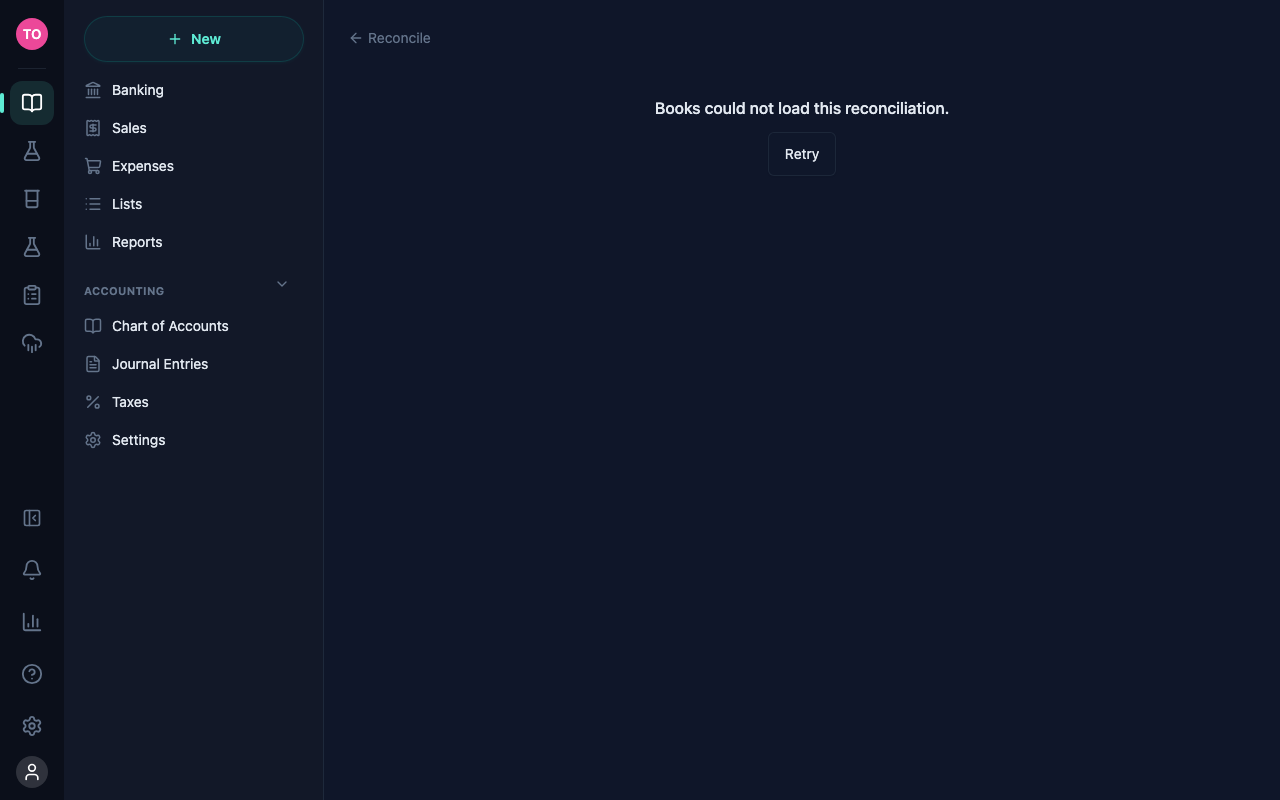 TO
New
Banking
Sales
Expenses
Lists
Reports
ACCOUNTING
Chart of Accounts
Journal Entries
Taxes
Settings
Reconcile
Books could not load this reconciliation.
Retry